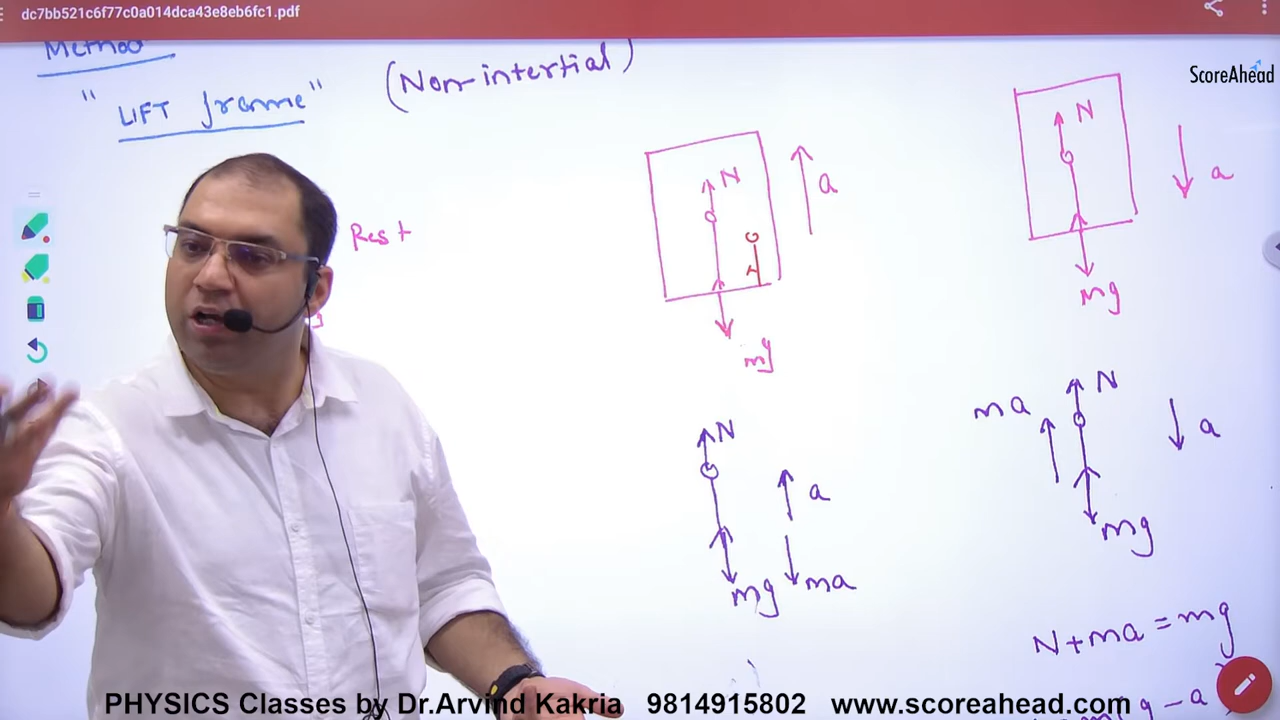 dc7bb521c6f77c0a014dca43e8eb6fc1.pdf
Method
"LIFT frame" (Non-intertial)
ScoreAhead
Rest
N
a
mg
N
a
mg
N
a
mg
ma
ma
N
a
mg
N+ma=mg
g-a
PHYSICS Classes by Dr.Arvind Kakria 9814915802 www.scoreahead.com